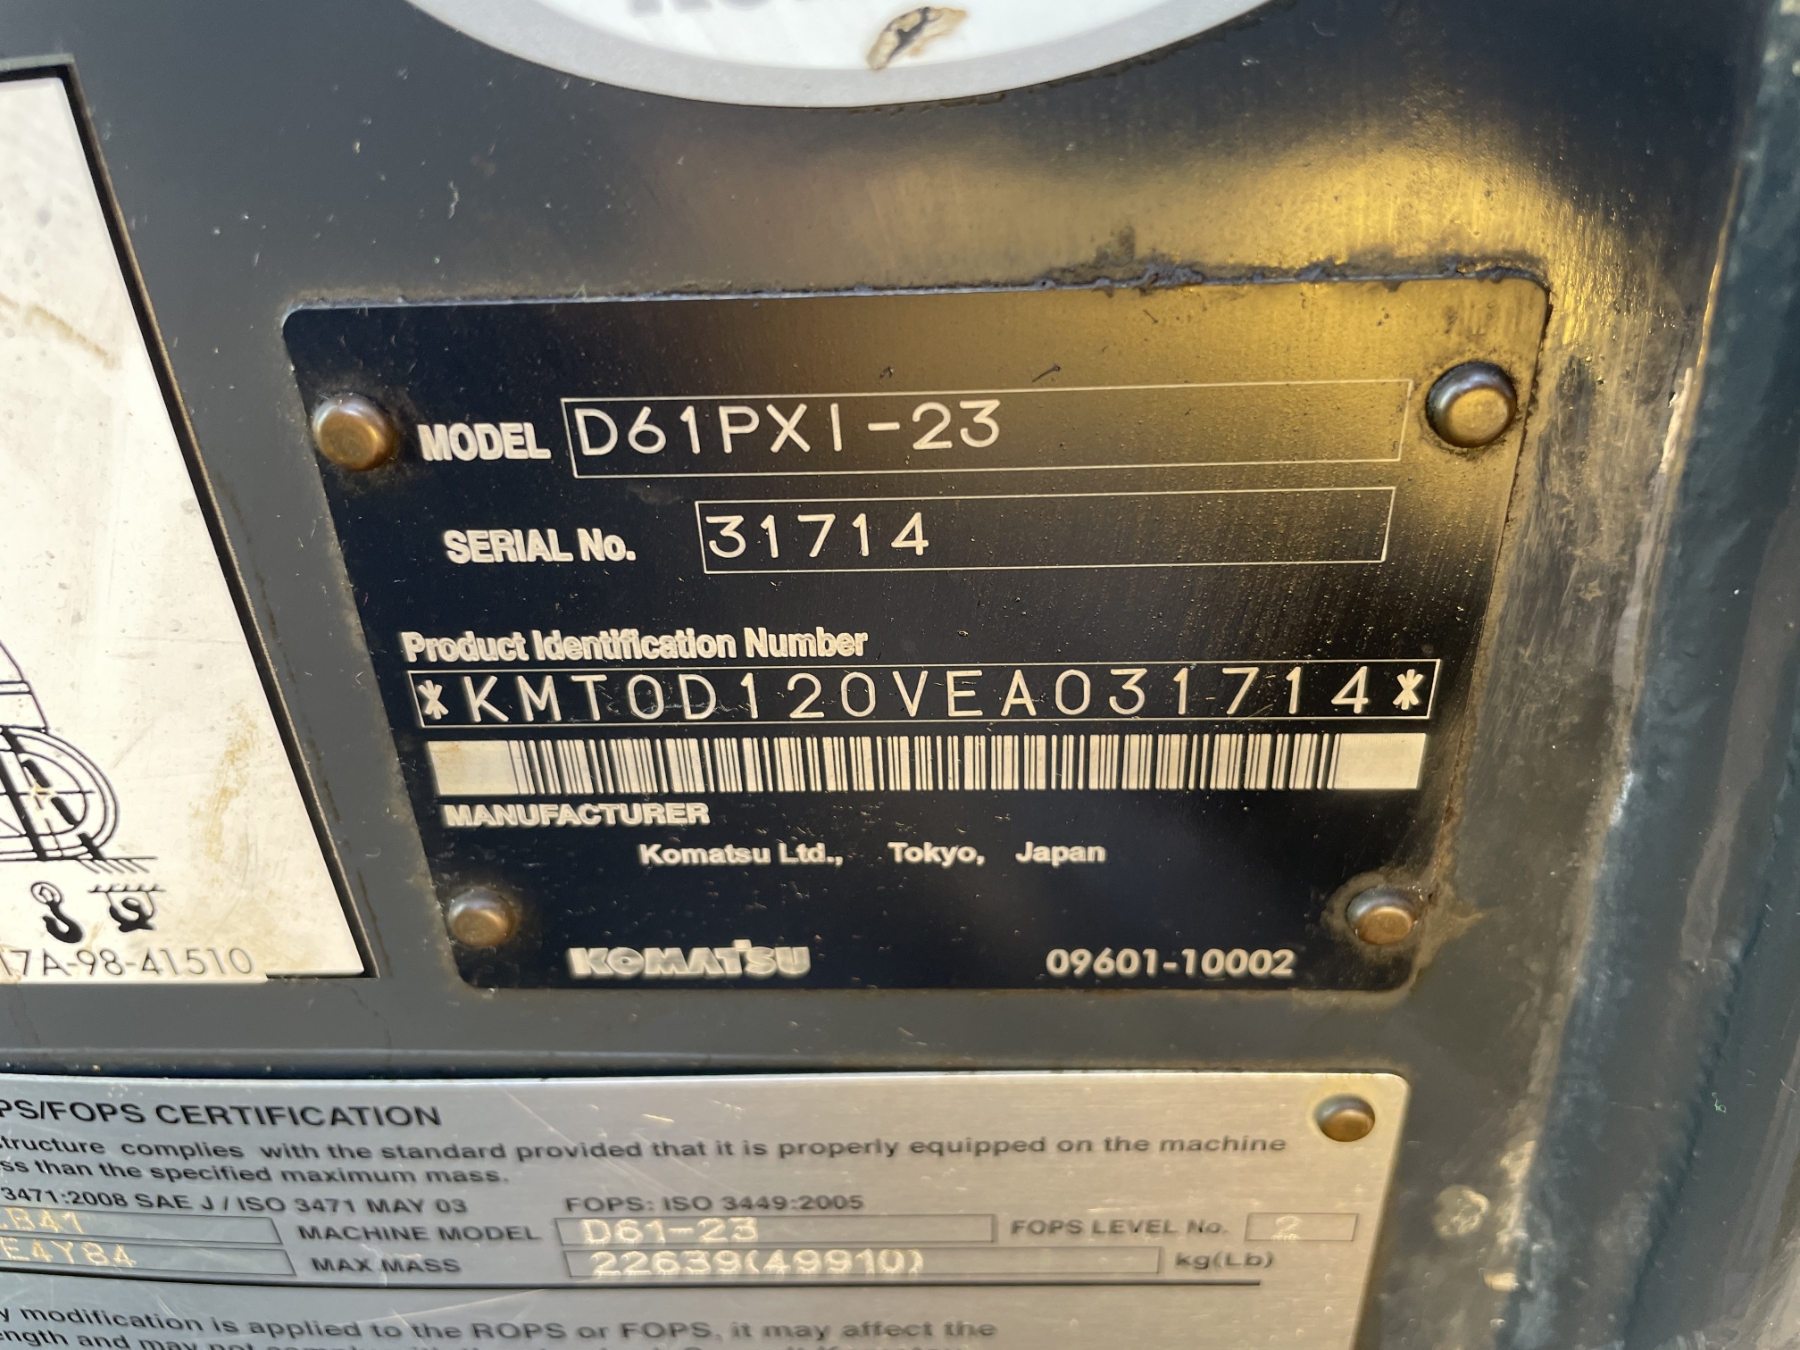 MODEL D61PXI-23
SERIAL No. 31714
Product Identification Number
*KMT0D120VEA031714*
MANUFACTURER
Komatsu Ltd., Tokyo, Japan
KOMATSU 09601-10002
17A-98-41510
PS/FOPS CERTIFICATION
structure complies with the standard provided that it is properly equipped on the machine
ss than the specified maximum mass.
3471:2008 SAE J / ISO 3471 MAY 03 FOPS: ISO 3449:2005
B41 MACHINE MODEL D61-23 FOPS LEVEL No. 2
E4Y84 MAX MASS 22639(49910) kg(Lb)
y modification is applied to the ROPS or FOPS, it may affect the